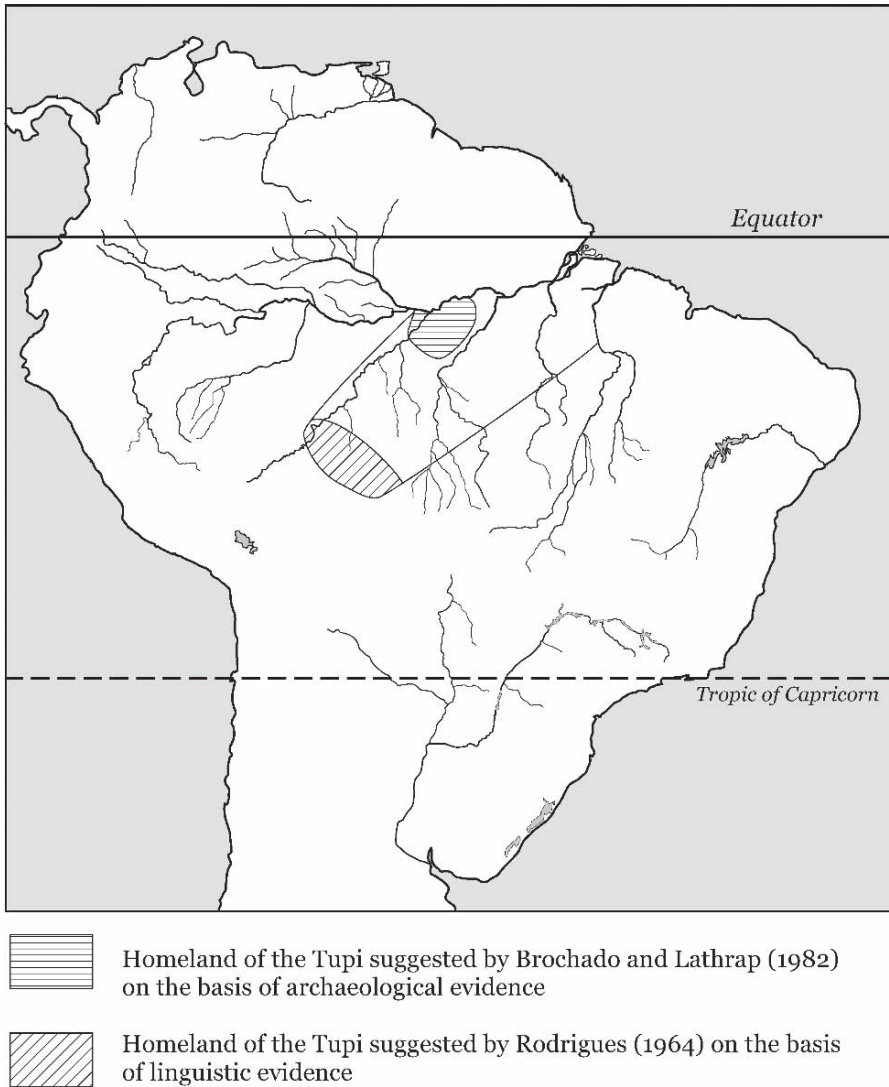 Equator
Tropic of Capricorn
Homeland of the Tupi suggested by Brochado and Lathrap (1982)
on the basis of archaeological evidence
Homeland of the Tupi suggested by Rodrigues (1964) on the basis
of linguistic evidence